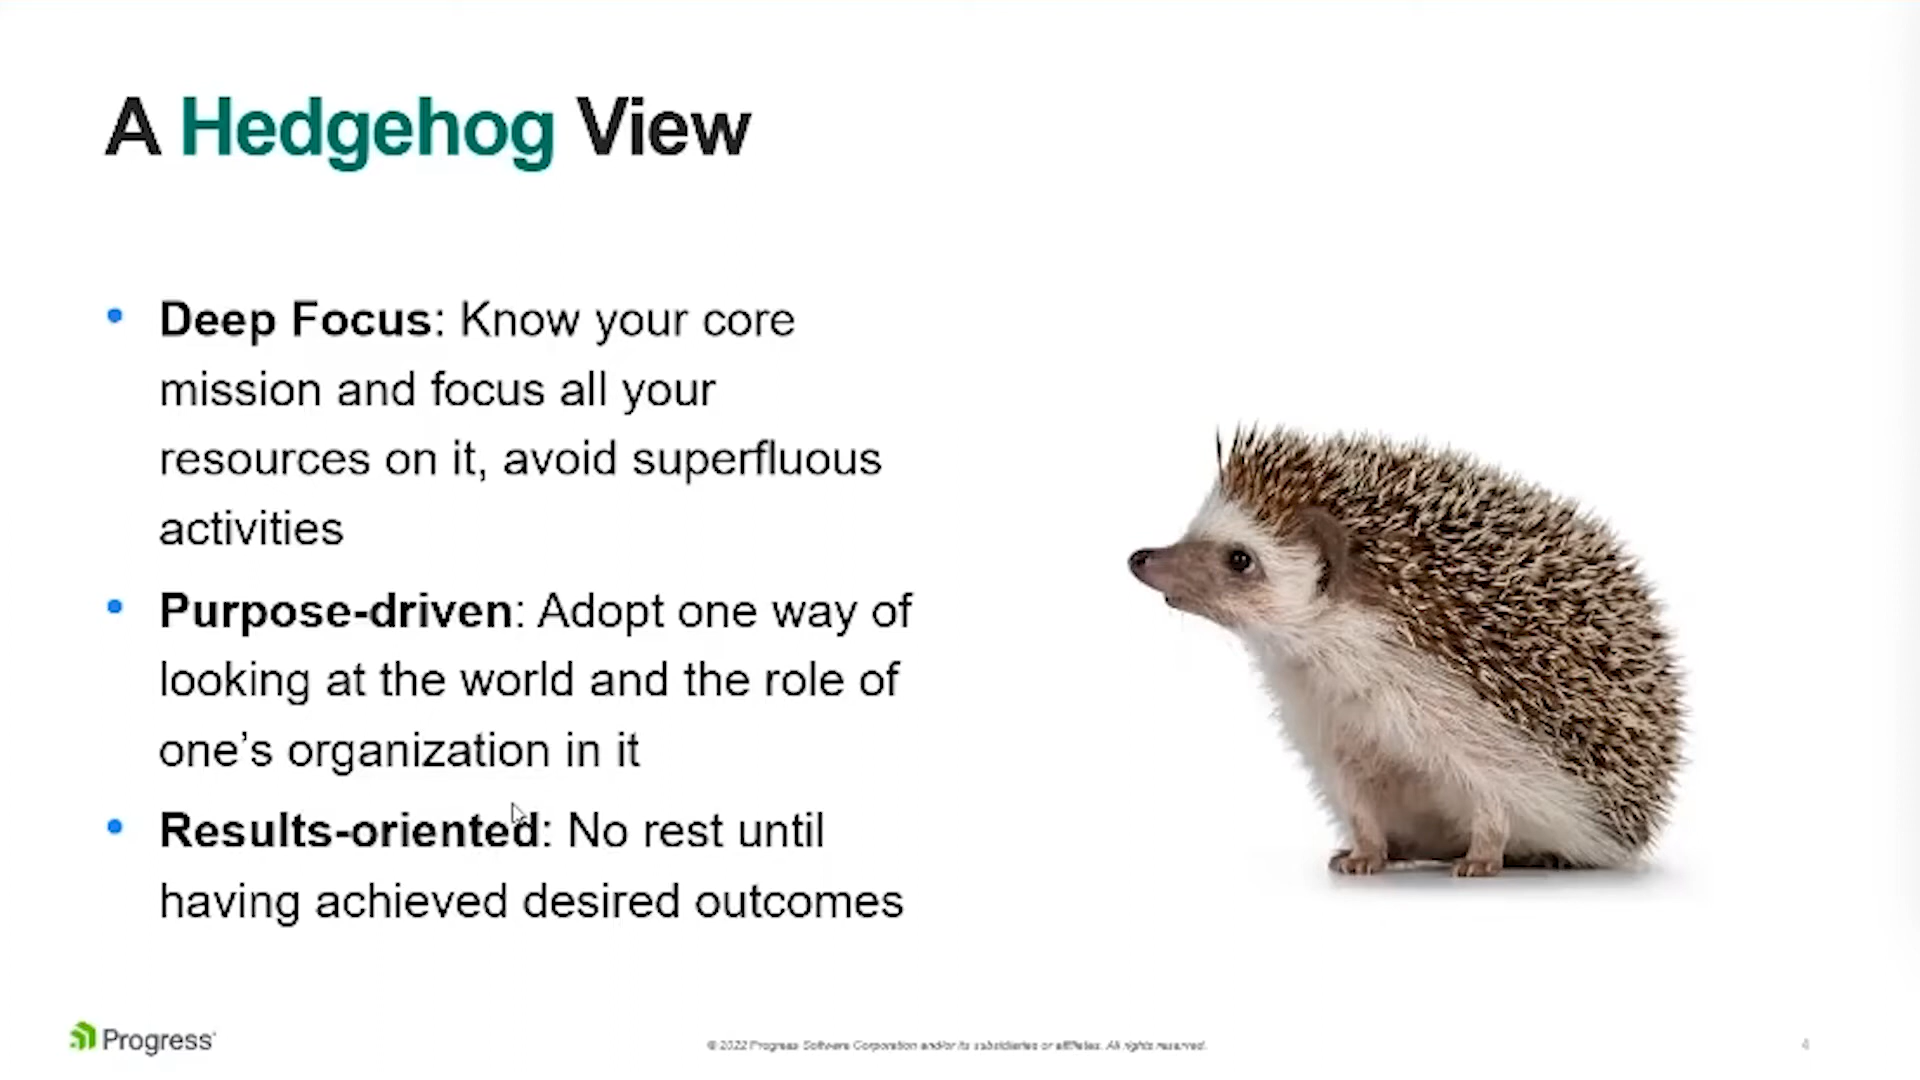 A Hedgehog View
• Deep Focus: Know your core
mission and focus all your
resources on it, avoid superfluous
activities
• Purpose-driven: Adopt one way of
looking at the world and the role of
one’s organization in it
• Results-oriented: No rest until
having achieved desired outcomes
Progress
© 2022 Progress Software Corporation and/or its subsidiaries or affiliates. All rights reserved.
4